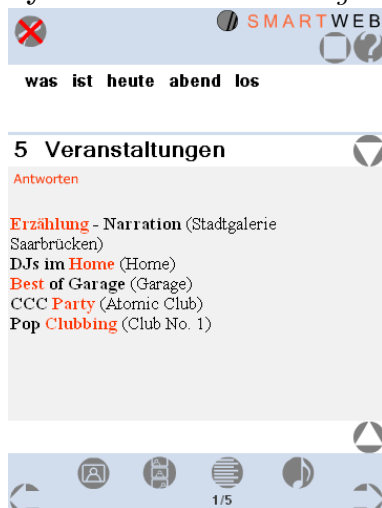 SMARTWEB
was ist heute abend los
5 Veranstaltungen
Antworten
Erzählung - Narration (Stadtgalerie
Saarbrücken)
DJs im Home (Home)
Best of Garage (Garage)
CCC Party (Atomic Club)
Pop Clubbing (Club No. 1)
1/5